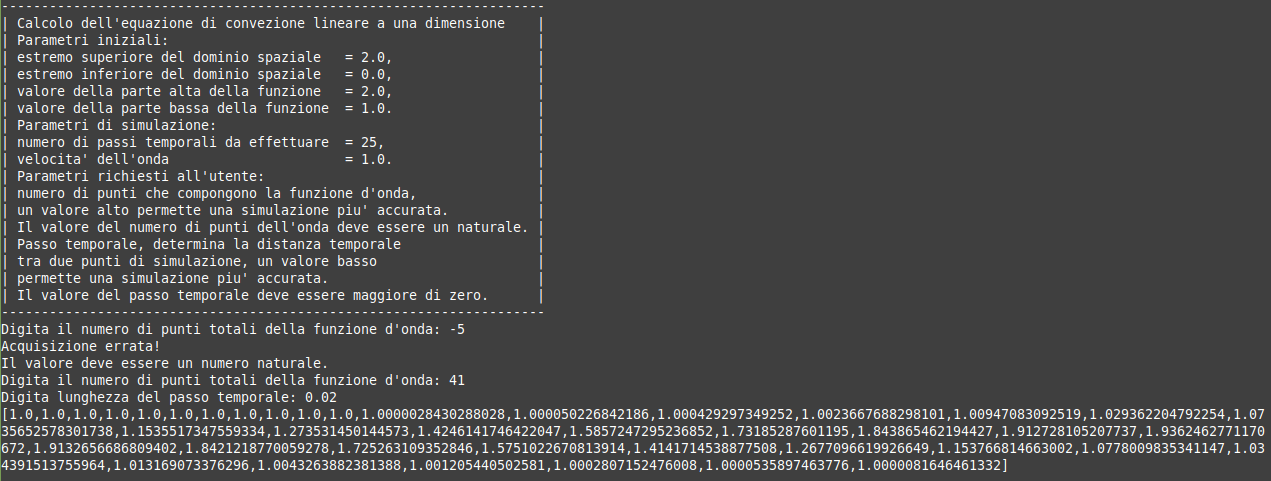 --------------------------------------------------------------------
| Calcolo dell'equazione di convezione lineare a una dimensione    |
| Parametri iniziali:                                              |
| estremo superiore del dominio spaziale   = 2.0,                  |
| estremo inferiore del dominio spaziale   = 0.0,                  |
| valore della parte alta della funzione   = 2.0,                  |
| valore della parte bassa della funzione  = 1.0.                  |
| Parametri di simulazione:                                        |
| numero di passi temporali da effettuare  = 25,                   |
| velocita' dell'onda                      = 1.0.                  |
| Parametri richiesti all'utente:                                  |
| numero di punti che compongono la funzione d'onda,               |
| un valore alto permette una simulazione piu' accurata.           |
| Il valore del numero di punti dell'onda deve essere un naturale. |
| Passo temporale, determina la distanza temporale                 |
| tra due punti di simulazione, un valore basso                    |
| permette una simulazione piu' accurata.                          |
| Il valore del passo temporale deve essere maggiore di zero.      |
--------------------------------------------------------------------
Digita il numero di punti totali della funzione d'onda: -5
Acquisizione errata!
Il valore deve essere un numero naturale.
Digita il numero di punti totali della funzione d'onda: 41
Digita lunghezza del passo temporale: 0.02
[1.0,1.0,1.0,1.0,1.0,1.0,1.0,1.0,1.0,1.0,1.0,1.0000028430288028,1.000050226842186,1.000429297349252,1.0023667688298101,1.00947083092519,1.029362204792254,1.07
35652578301738,1.1535517347559334,1.273531450144573,1.4246141746422047,1.5857247295236852,1.73185287601195,1.843865462194427,1.912728105207737,1.9362462771170
672,1.9132656686809402,1.8421218770059278,1.725263109352846,1.5751022670813914,1.4141714538877508,1.2677096619926649,1.153766814663002,1.0778009835341147,1.03
4391513755964,1.013169073376296,1.0043263882381388,1.001205440502581,1.0002807152476008,1.0000535897463776,1.0000081646461332]